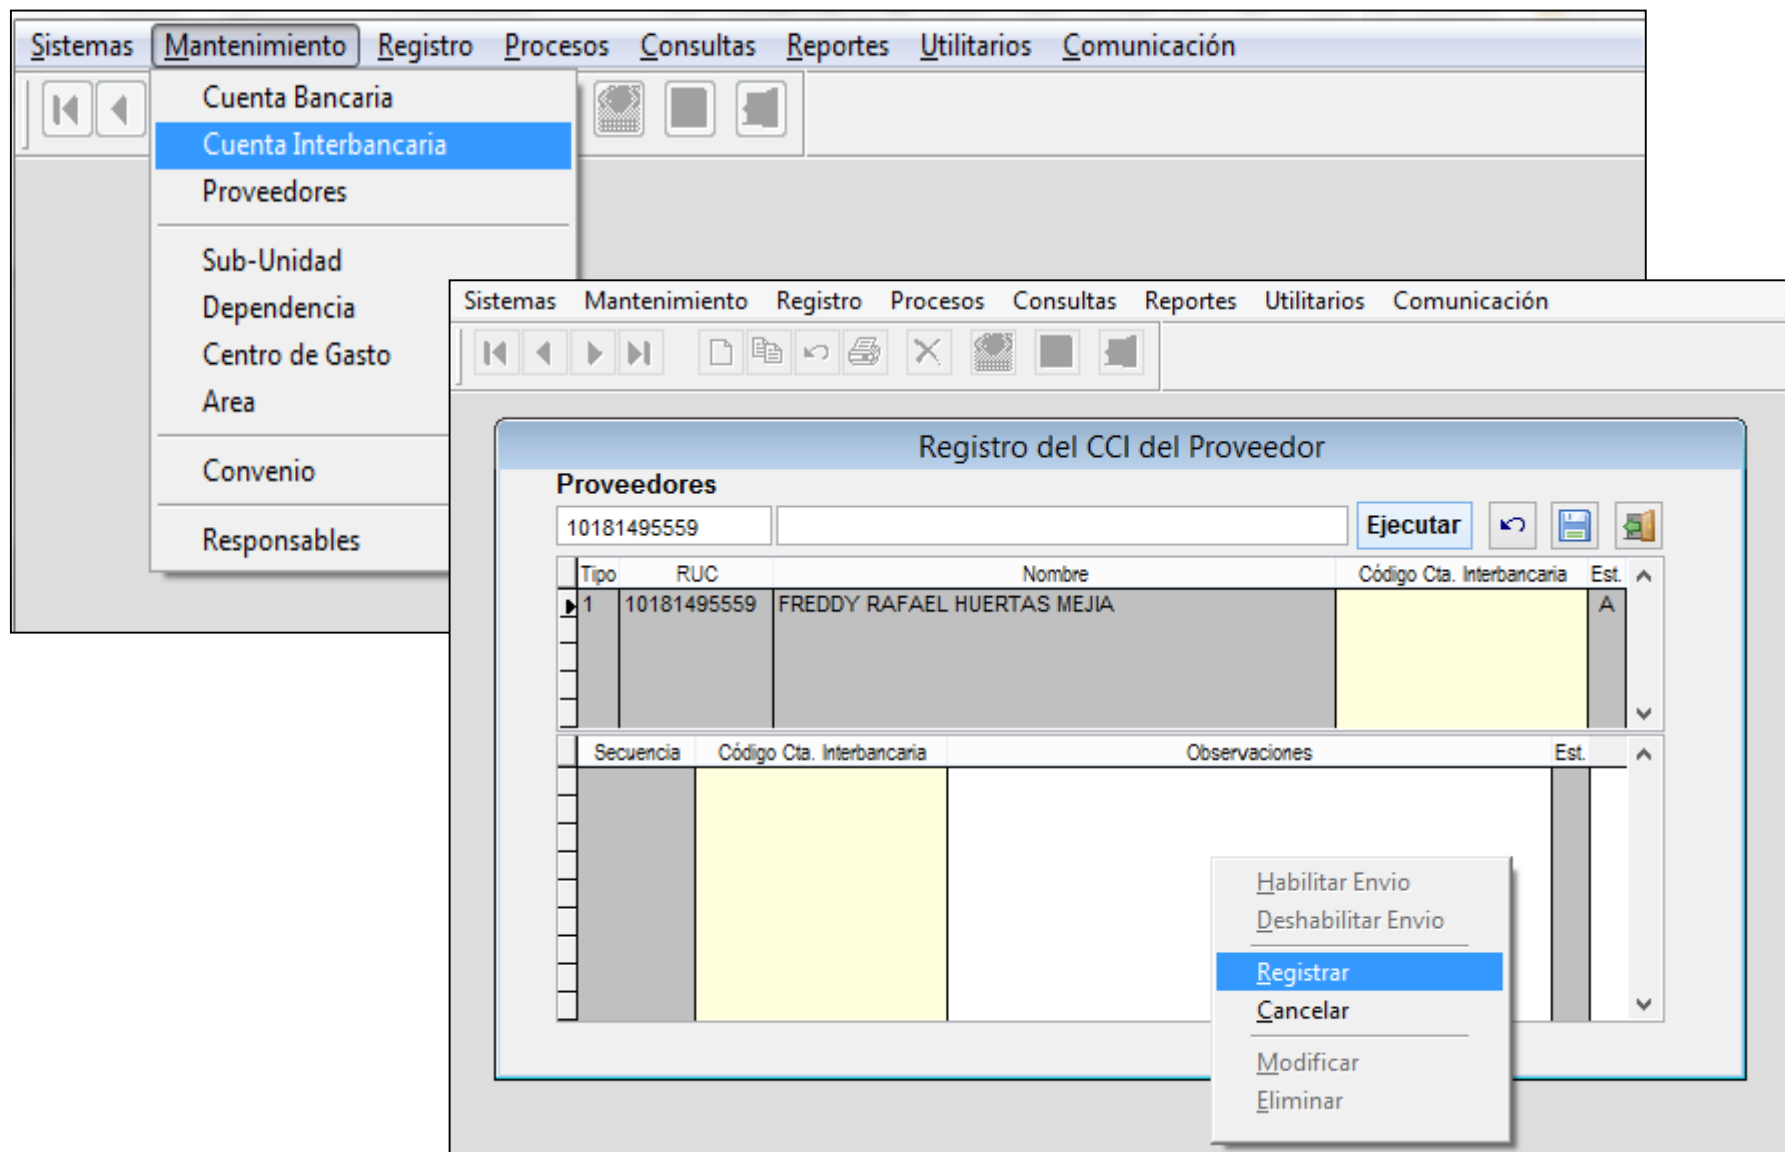 Sistemas Mantenimiento Registro Procesos Consultas Reportes Utilitarios Comunicación
Cuenta Bancaria
Cuenta Interbancaria
Proveedores
Sub-Unidad
Dependencia
Centro de Gasto
Area
Convenio
Responsables
Sistemas Mantenimiento Registro Procesos Consultas Reportes Utilitarios Comunicación
Registro del CCI del Proveedor
Proveedores
10181495559 Ejecutar
Tipo RUC Nombre Código Cta. Interbancaria Est.
1 10181495559 FREDDY RAFAEL HUERTAS MEJIA A
Secuencia Código Cta. Interbancaria Observaciones Est.
Habilitar Envio
Deshabilitar Envio
Registrar
Cancelar
Modificar
Eliminar